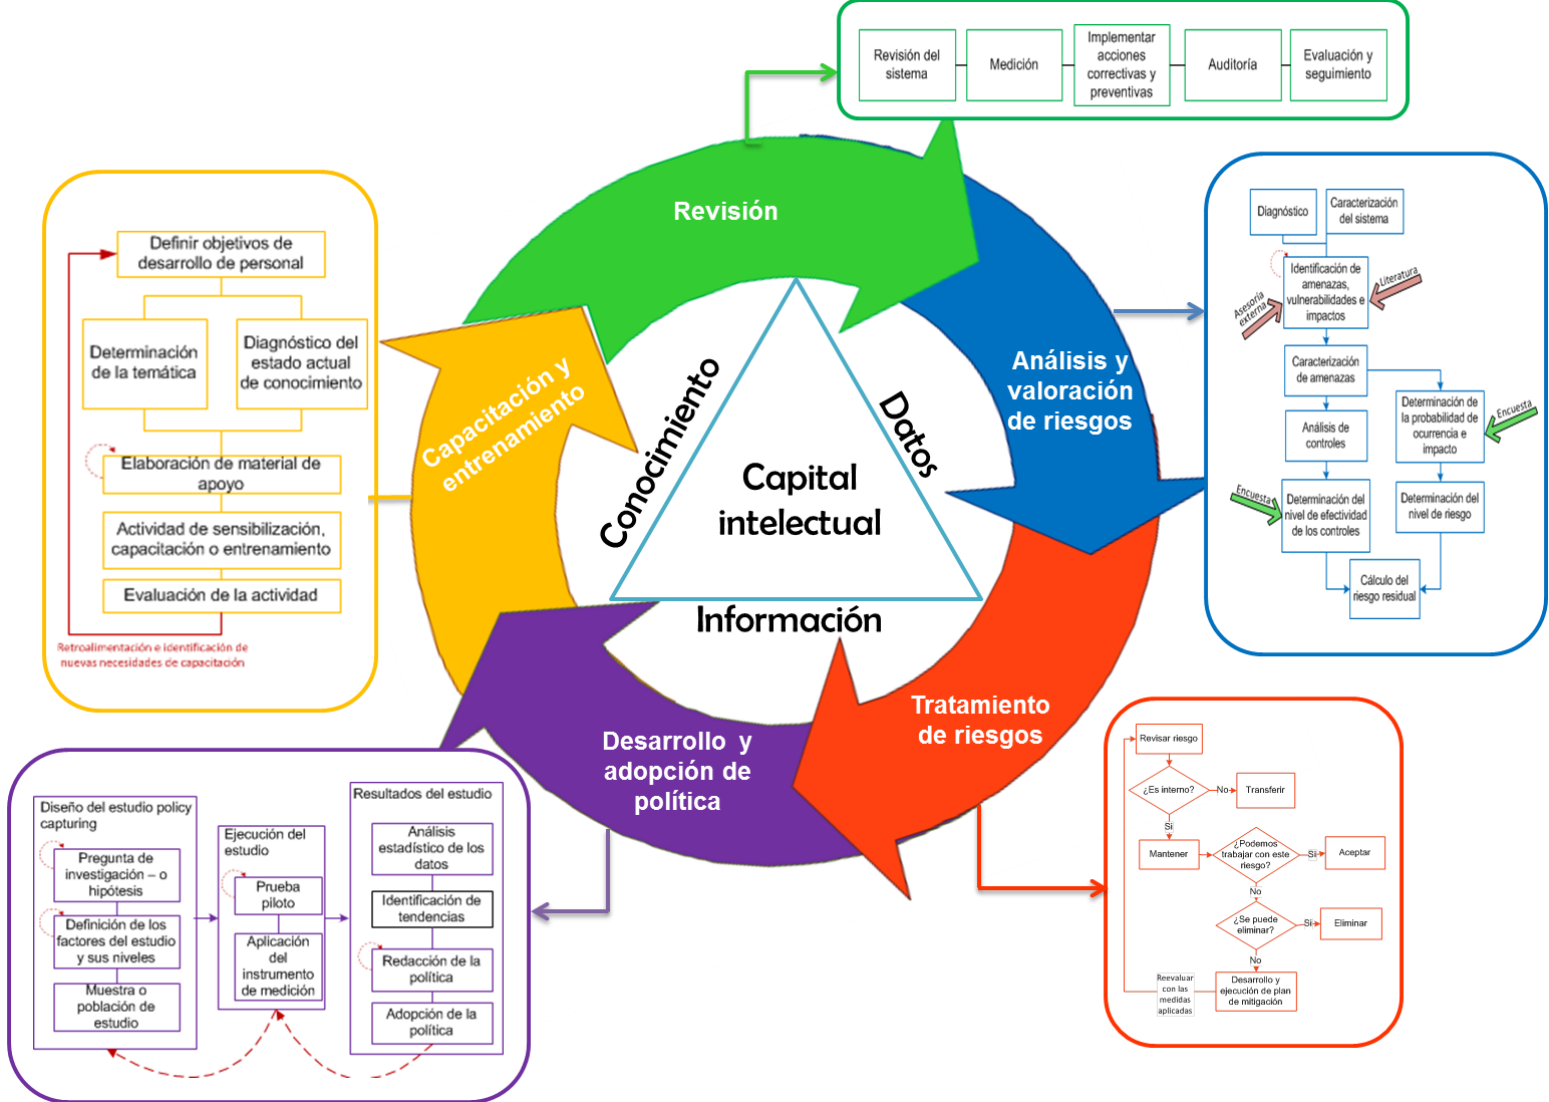 Revisión del
sistema
Medición
Implementar
acciones
correctivas y
preventivas
Auditoría
Evaluación y
seguimiento
Revisión
Análisis y
valoración
de riesgos
Tratamiento
de riesgos
Desarrollo y
adopción de
política
Capacitación y
entrenamiento
Conocimiento
Datos
Información
Capital
intelectual
Definir objetivos de
desarrollo de personal
Determinación
de la temática
Diagnóstico del
estado actual
de conocimiento
Elaboración de material de
apoyo
Actividad de sensibilización,
capacitación o entrenamiento
Evaluación de la actividad
Retroalimentación e identificación de
nuevas necesidades de capacitación
Diagnóstico
Caracterización
del sistema
Identificación de
amenazas,
vulnerabilidades e
impactos
Asesoría
externa
Literatura
Caracterización
de amenazas
Análisis de
controles
Determinación de
la probabilidad de
ocurrencia e
impacto
Encuesta
Encuesta
Determinación del
nivel de efectividad
de los controles
Determinación del
nivel de riesgo
Cálculo del
riesgo residual
Revisar riesgo
¿Es interno?
No
Transferir
Si
Mantener
¿Podemos
trabajar con este
riesgo?
Si
Aceptar
No
¿Se puede
eliminar?
Si
Eliminar
No
Desarrollo y
ejecución de plan
de mitigación
Reevaluar
con las
medidas
aplicadas
Diseño del estudio policy
capturing
Pregunta de
investigación – o
hipótesis
Definición de los
factores del estudio
y sus niveles
Muestra o
población de
estudio
Ejecución del
estudio
Prueba
piloto
Aplicación
del
instrumento
de medición
Resultados del estudio
Análisis
estadístico de los
datos
Identificación de
tendencias
Redacción de la
política
Adopción de la
política